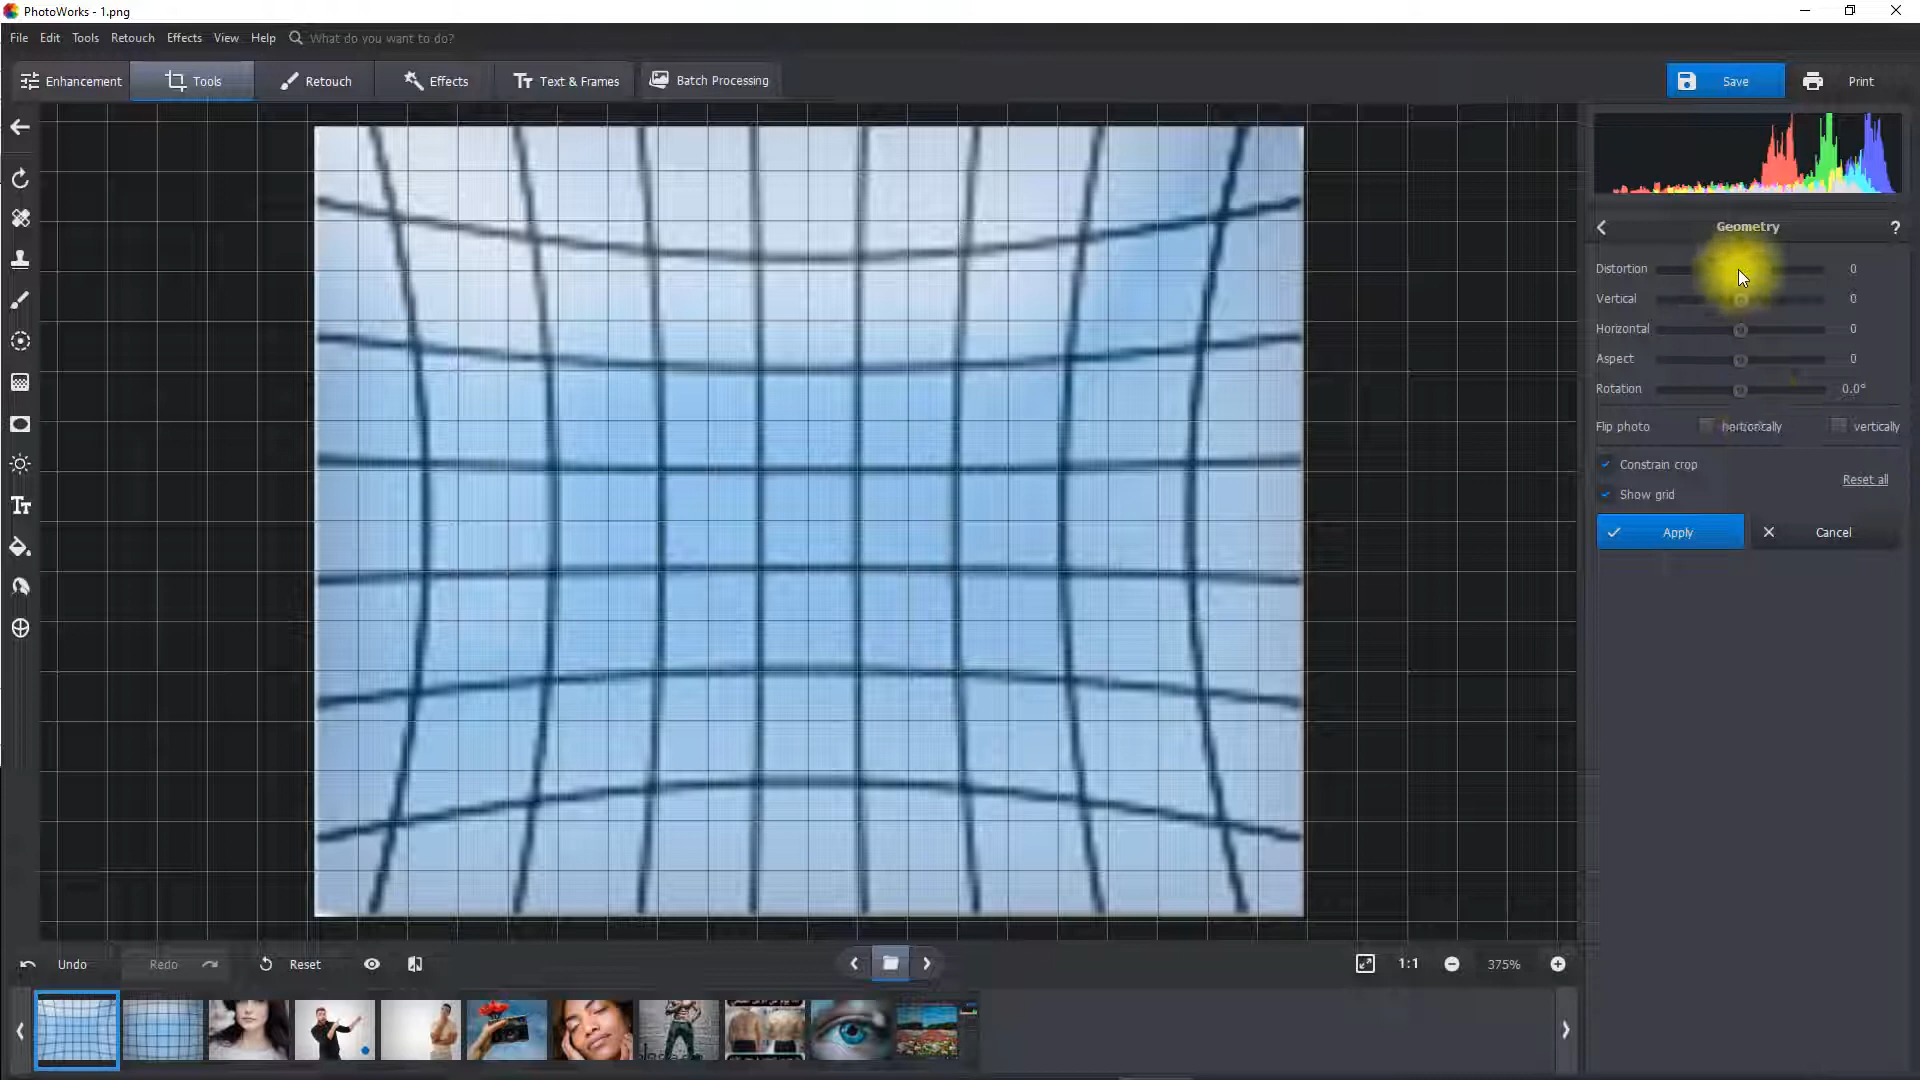 PhotoWorks - 1.png
File Edit Tools Retouch Effects View Help What do you want to do?
Enhancement Tools Retouch Effects Text & Frames Batch Processing Save Print
Geometry ?
Distortion 0
Vertical 0
Horizontal 0
Aspect 0
Rotation 0.0°
Flip photo vertically
Constrain crop
Reset all
Show grid
Apply Cancel
Undo Redo Reset 1:1 375%